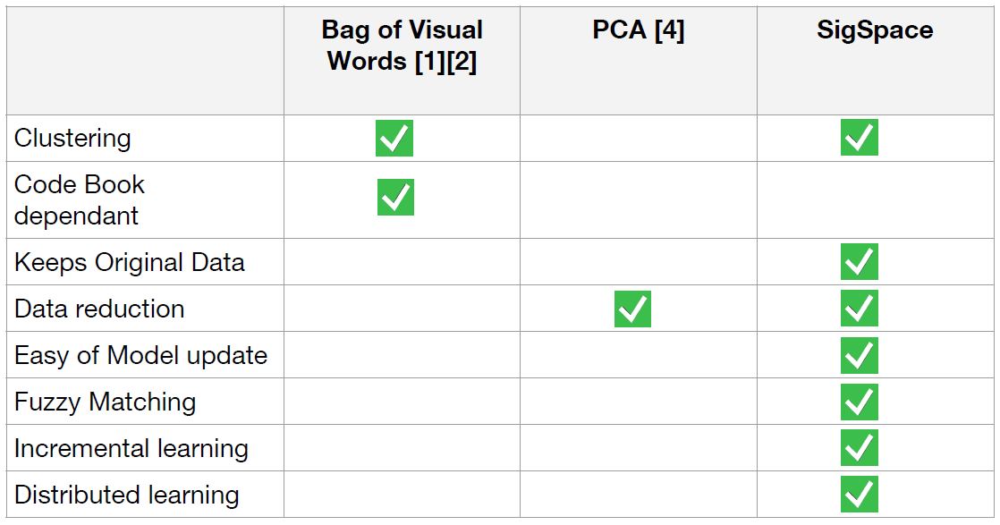 Bag of Visual
Words [1][2]
PCA [4]
SigSpace
Clustering
Code Book
dependant
Keeps Original Data
Data reduction
Easy of Model update
Fuzzy Matching
Incremental learning
Distributed learning